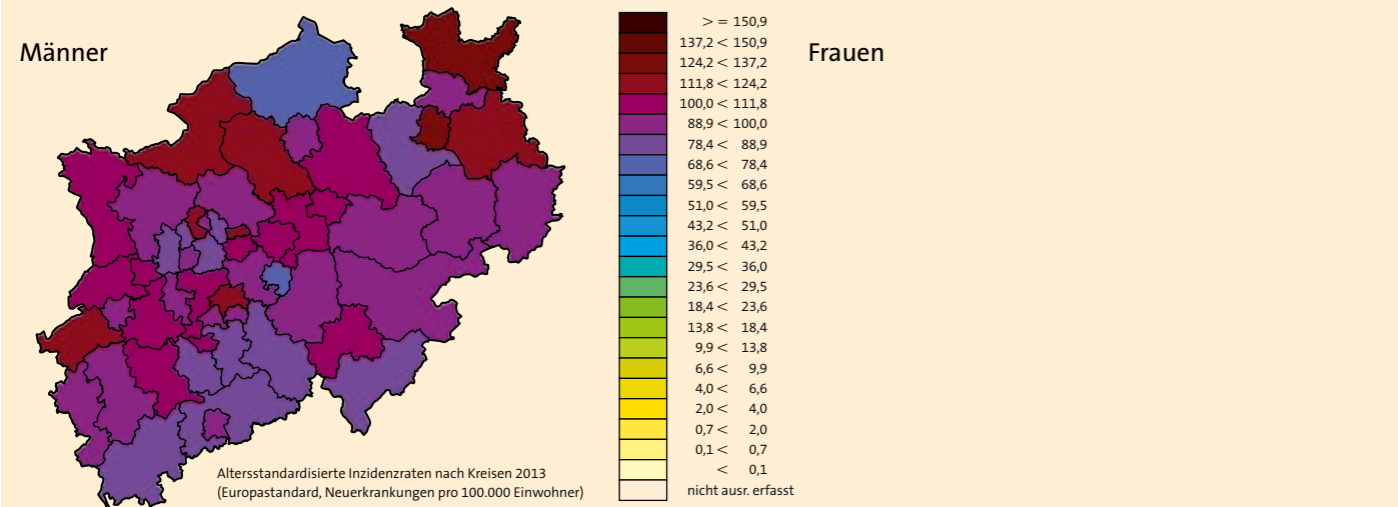 Männer
Frauen
> = 150,9
137,2 < 150,9
124,2 < 137,2
111,8 < 124,2
100,0 < 111,8
88,9 < 100,0
78,4 < 88,9
68,6 < 78,4
59,5 < 68,6
51,0 < 59,5
43,2 < 51,0
36,0 < 43,2
29,5 < 36,0
23,6 < 29,5
18,4 < 23,6
13,8 < 18,4
9,9 < 13,8
6,6 < 9,9
4,0 < 6,6
2,0 < 4,0
0,7 < 2,0
0,1 < 0,7
< 0,1
nicht ausr. erfasst
Altersstandardisierte Inzidenzraten nach Kreisen 2013
(Europastandard, Neuerkrankungen pro 100.000 Einwohner)